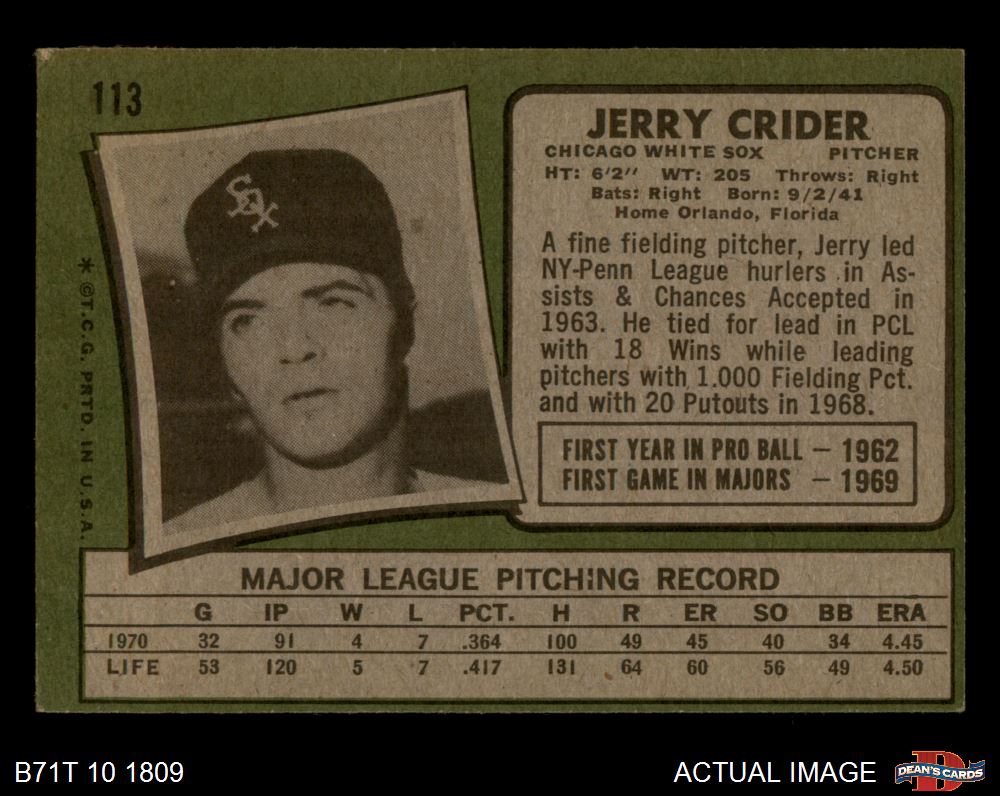 113
JERRY CRIDER
CHICAGO WHITE SOX PITCHER
HT: 6'2" WT: 205 Throws: Right
Bats: Right Born: 9/2/41
Home Orlando, Florida
A fine fielding pitcher, Jerry led
NY-Penn League hurlers in As-
sists & Chances Accepted in
1963. He tied for lead in PCL
with 18 Wins while leading
pitchers with 1.000 Fielding Pct.
and with 20 Putouts in 1968.
FIRST YEAR IN PRO BALL — 1962
FIRST GAME IN MAJORS — 1969
SOX
* © T.C.G. PRTD. IN U.S.A.
MAJOR LEAGUE PITCHING RECORD
G IP W L PCT. H R ER SO BB ERA
1970 32 91 4 7 .364 100 49 45 40 34 4.45
LIFE 53 120 5 7 .417 131 64 60 56 49 4.50
B71T 10 1809
ACTUAL IMAGE
D
DEAN'S CARDS